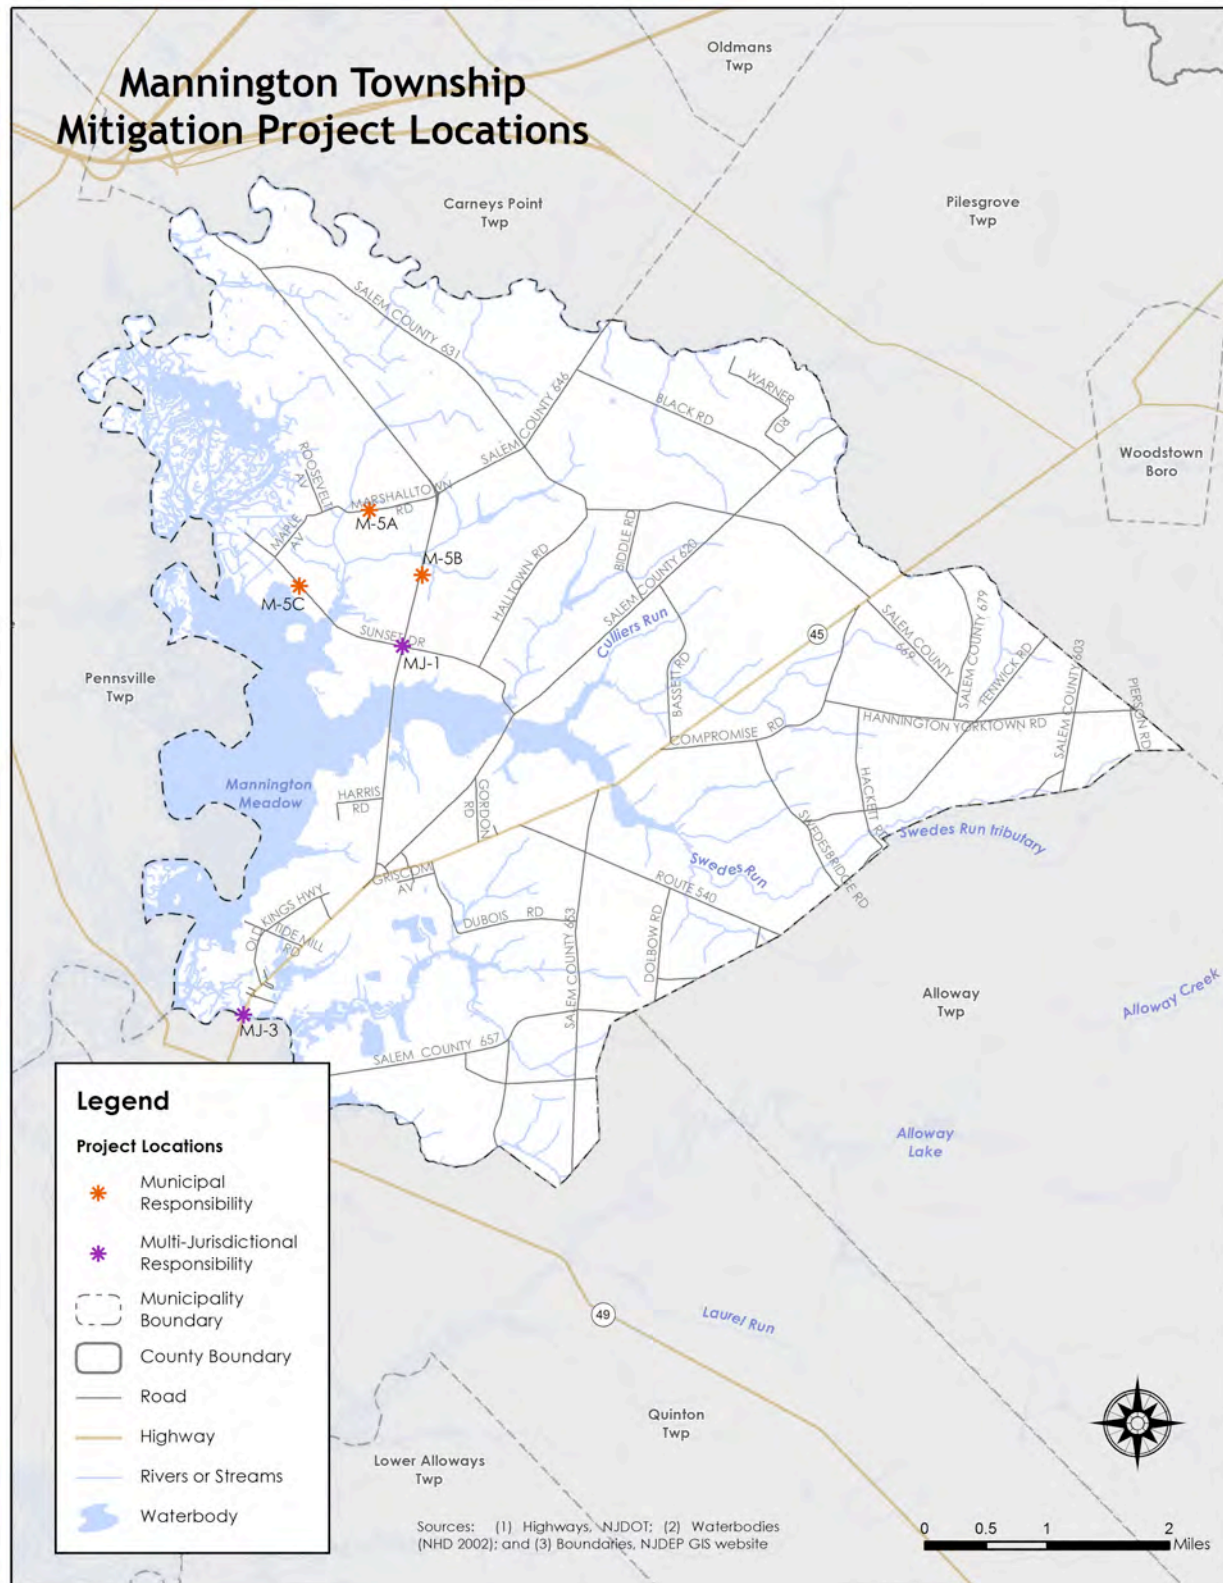 Mannington Township
Mitigation Project Locations
Oldmans
Twp
Carneys Point
Twp
Pilesgrove
Twp
Woodstown
Boro
Pennsville
Twp
SALEM COUNTY 631
SALEM COUNTY 646
BLACK RD
WARNER
RD
ROOSEVELT
AV
MARSHALLTOWN
RD
M-5A
MAPLE
AV
M-5B
M-5C
HALLTOWN RD
BIDDLE RD
SALEM COUNTY 620
Culliers Run
SUNSET DR
MJ-1
BASSETT RD
45
SALEM COUNTY
669
SALEM COUNTY 679
FENWICK RD
SALEM COUNTY 603
PIERSON RD
HANNINGTON YORKTOWN RD
COMPROMISE RD
HACKETT RD
SWEDESBRIDGE RD
Swedes Run tributary
Swedes Run
Mannington
Meadow
HARRIS
RD
GORDON
RD
GRISCOM
AV
ROUTE 540
DUBOIS RD
DOLBOW RD
SALEM COUNTY 653
OLD KINGS HWY
TIDE MILL
RD
MJ-3
SALEM COUNTY 657
Alloway
Twp
Alloway Creek
Alloway
Lake
49
Laurel Run
Quinton
Twp
Lower Alloways
Twp
Legend
Project Locations
Municipal
Responsibility
Multi-Jurisdictional
Responsibility
Municipality
Boundary
County Boundary
Road
Highway
Rivers or Streams
Waterbody
Sources: (1) Highways, NJDOT; (2) Waterbodies
(NHD 2002); and (3) Boundaries, NJDEP GIS website
0 0.5 1 2
Miles